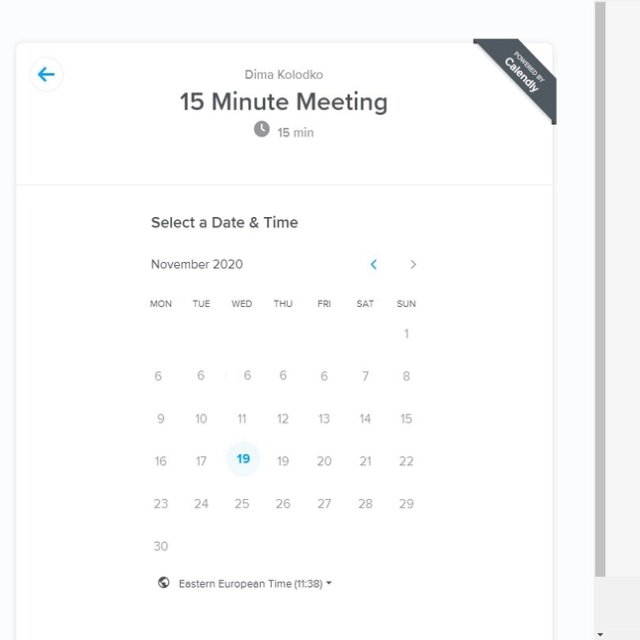 POWERED BY
Calendly
Dima Kolodko
15 Minute Meeting
15 min
Select a Date & Time
November 2020
MON TUE WED THU FRI SAT SUN
1
6 6 6 6 6 7 8
9 10 11 12 13 14 15
16 17 19 19 20 21 22
23 24 25 26 27 28 29
30
Eastern European Time (11:38)